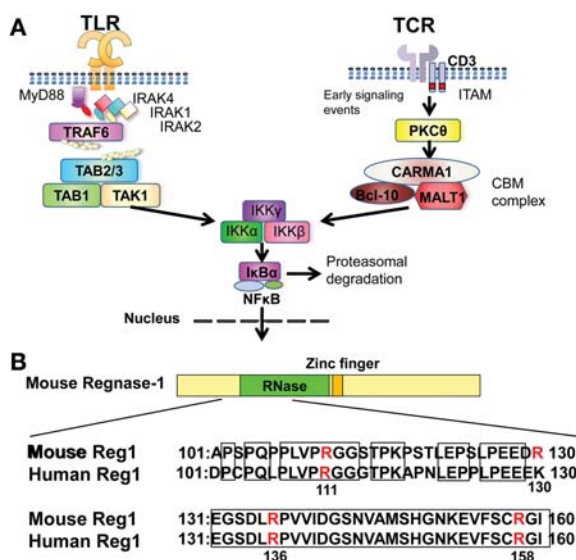 A
TLR
TCR
CD3
MyD88
IRAK4
IRAK1
IRAK2
Early signaling
events
ITAM
TRAF6
PKCθ
TAB2/3
CARMA1
TAB1
TAK1
Bcl-10
MALT1
CBM
complex
IKKγ
IKKα
IKKβ
IκBα
Proteasomal
degradation
NFκB
Nucleus
B
Zinc finger
Mouse Regnase-1
RNase
Mouse Reg1 101:APSPQPPLVPRGGSTPKPSTLEPSLPEEDR 130
Human Reg1 101:DPCPQLPLVPRGGGTPKAPNLEPPLPEEEK 130
111 130
Mouse Reg1 131:EGSDLRPVVIDGSNVAMSHGNKEVFSCRGI 160
Human Reg1 131:EGSDLRPVVIDGSNVAMSHGNKEVFSCRGI 160
136 158